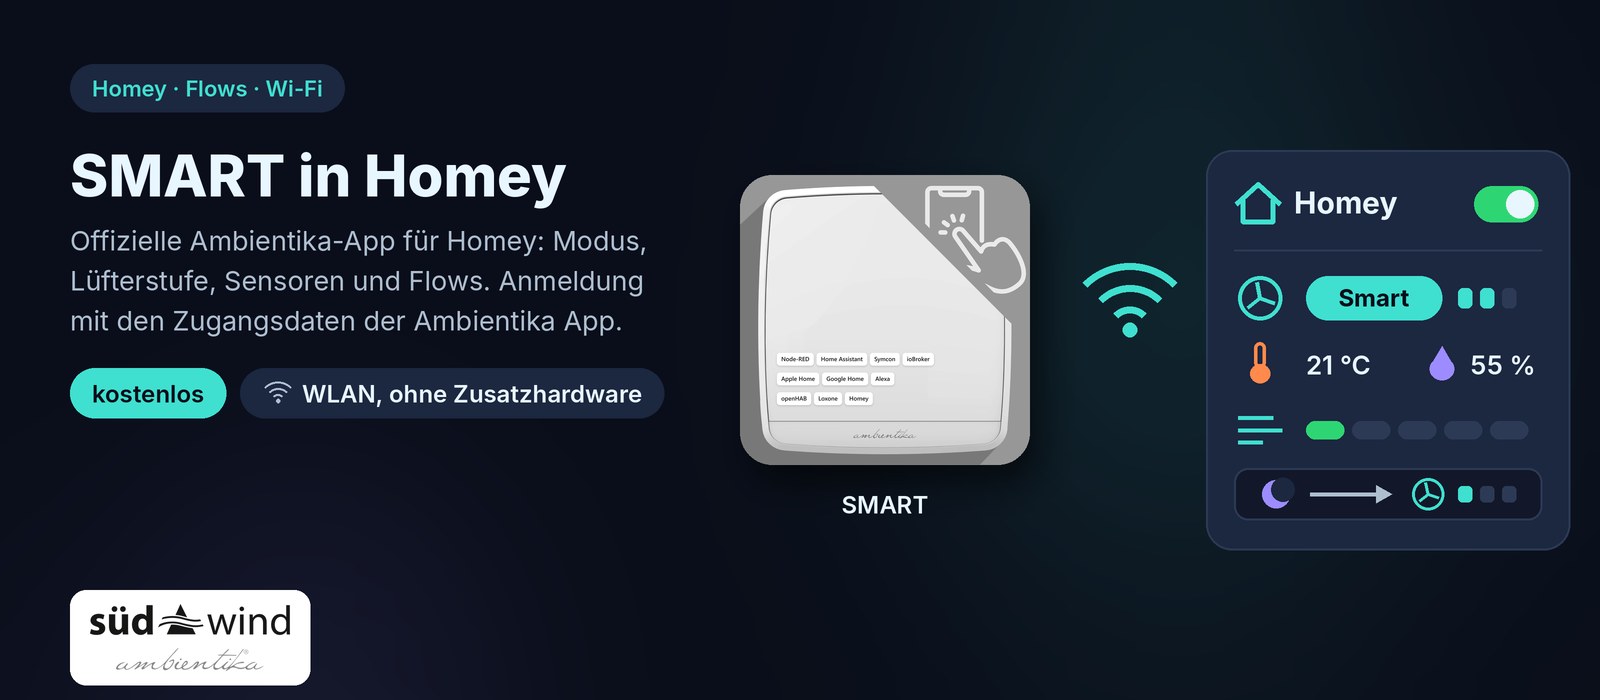 Homey · Flows · Wi-Fi
SMART in Homey
Offizielle Ambientika-App für Homey: Modus,
Lüfterstufe, Sensoren und Flows. Anmeldung
mit den Zugangsdaten der Ambientika App.
kostenlos
WLAN, ohne Zusatzhardware
Node-RED Home Assistant Symcon ioBroker
Apple Home Google Home Alexa
openHAB Loxone Homey
ambientika
SMART
Homey
Smart
21 °C 55 %
süd wind
ambientika®